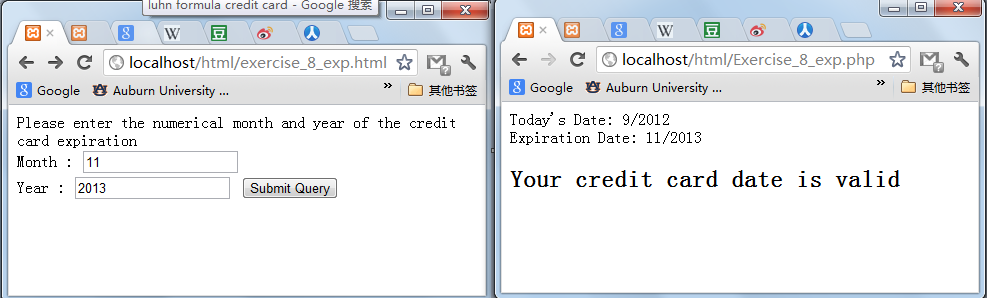 luhn formula credit card - Google 搜索
localhost/html/exercise_8_exp.html
Google
Auburn University ...
»
其他书签
Please enter the numerical month and year of the credit
card expiration
Month : 11
Year : 2013 Submit Query
localhost/html/Exercise_8_exp.php
Google
Auburn University ...
»
其他书签
Today's Date: 9/2012
Expiration Date: 11/2013
Your credit card date is valid